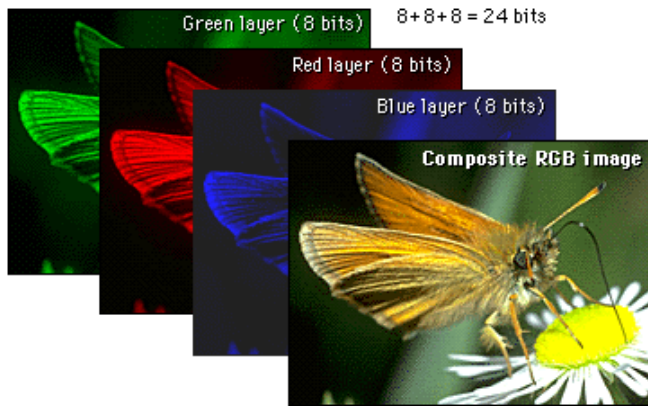 Green layer (8 bits)
8+8+8 = 24 bits
Red layer (8 bits)
Blue layer (8 bits)
Composite RGB image